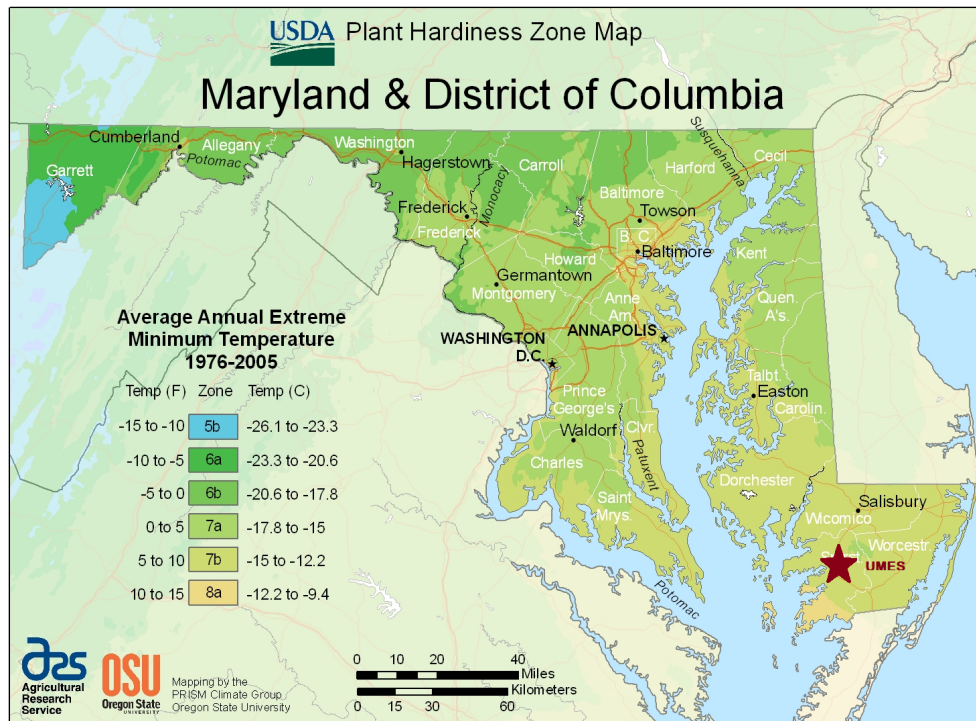 USDA Plant Hardiness Zone Map
Maryland & District of Columbia
Cumberland
Allegany
Potomac
Garrett
Washington
Hagerstown
Carroll
Monocacy
Frederick
Frederick
Susquehanna
Cecil
Harford
Baltimore
Towson
B. C.
Baltimore
Howard
Kent
Germantown
Montgomery
Anne
Am.
Quen.
A's.
WASHINGTON
D.C.
ANNAPOLIS
Talbt.
Easton
Carolin.
Prince
George's
Waldorf
Clvr.
Charles
Patuxent
Saint
Mrys.
Dorchester
Salisbury
Wicomico
Worcestr
UMES
Potomac
Average Annual Extreme
Minimum Temperature
1976-2005
Temp (F) Zone Temp (C)
-15 to -10 5b -26.1 to -23.3
-10 to -5 6a -23.3 to -20.6
-5 to 0 6b -20.6 to -17.8
0 to 5 7a -17.8 to -15
5 to 10 7b -15 to -12.2
10 to 15 8a -12.2 to -9.4
ars
Agricultural
Research
Service
OSU
Oregon State
UNIVERSITY
Mapping by the
PRISM Climate Group
Oregon State University
0 10 20 40
Miles
Kilometers
0 15 30 60